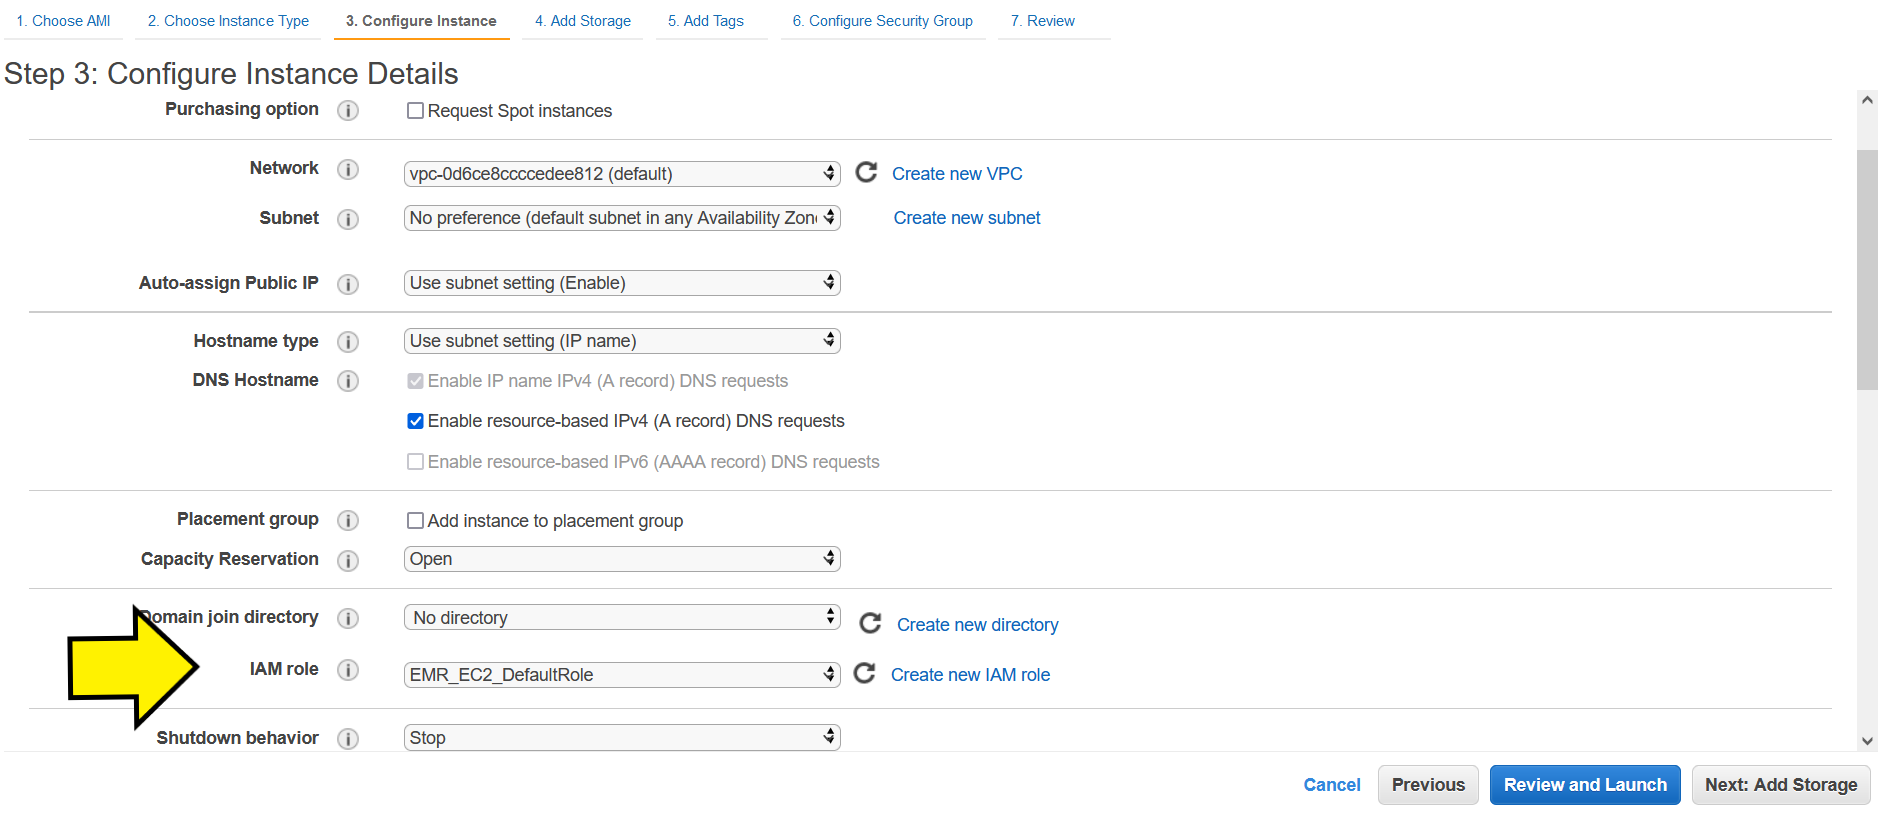 1. Choose AMI 2. Choose Instance Type 3. Configure Instance 4. Add Storage 5. Add Tags 6. Configure Security Group 7. Review
Step 3: Configure Instance Details
Purchasing option i Request Spot instances
Network i vpc-0d6ce8ccccedee812 (default) Create new VPC
Subnet i No preference (default subnet in any Availability Zon Create new subnet
Auto-assign Public IP i Use subnet setting (Enable)
Hostname type i Use subnet setting (IP name)
DNS Hostname i Enable IP name IPv4 (A record) DNS requests
Enable resource-based IPv4 (A record) DNS requests
Enable resource-based IPv6 (AAAA record) DNS requests
Placement group i Add instance to placement group
Capacity Reservation i Open
Domain join directory i No directory Create new directory
IAM role i EMR_EC2_DefaultRole Create new IAM role
Shutdown behavior i Stop
Cancel Previous Review and Launch Next: Add Storage